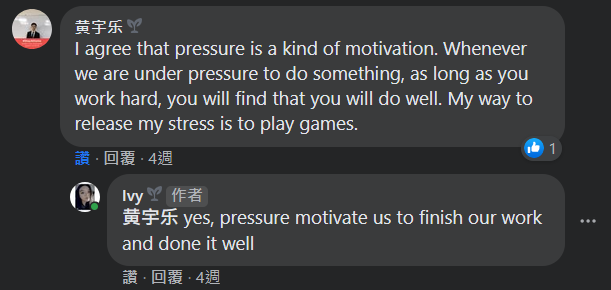 黄宇乐
I agree that pressure is a kind of motivation. Whenever
we are under pressure to do something, as long as you
work hard, you will find that you will do well. My way to
release my stress is to play games.
1
讚 · 回覆 · 4週
Ivy 作者
黄宇乐 yes, pressure motivate us to finish our work
and done it well
讚 · 回覆 · 4週